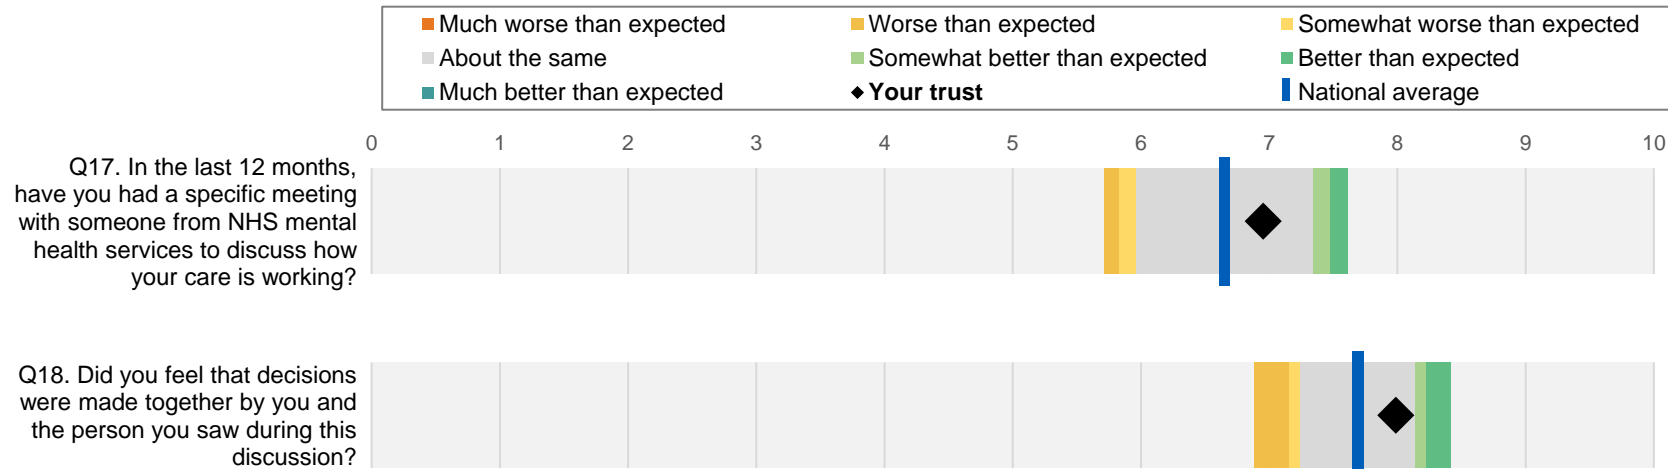 Much worse than expected
Worse than expected
Somewhat worse than expected
About the same
Somewhat better than expected
Better than expected
Much better than expected
Your trust
National average
0 1 2 3 4 5 6 7 8 9 10
Q17. In the last 12 months,
have you had a specific meeting
with someone from NHS mental
health services to discuss how
your care is working?
Q18. Did you feel that decisions
were made together by you and
the person you saw during this
discussion?